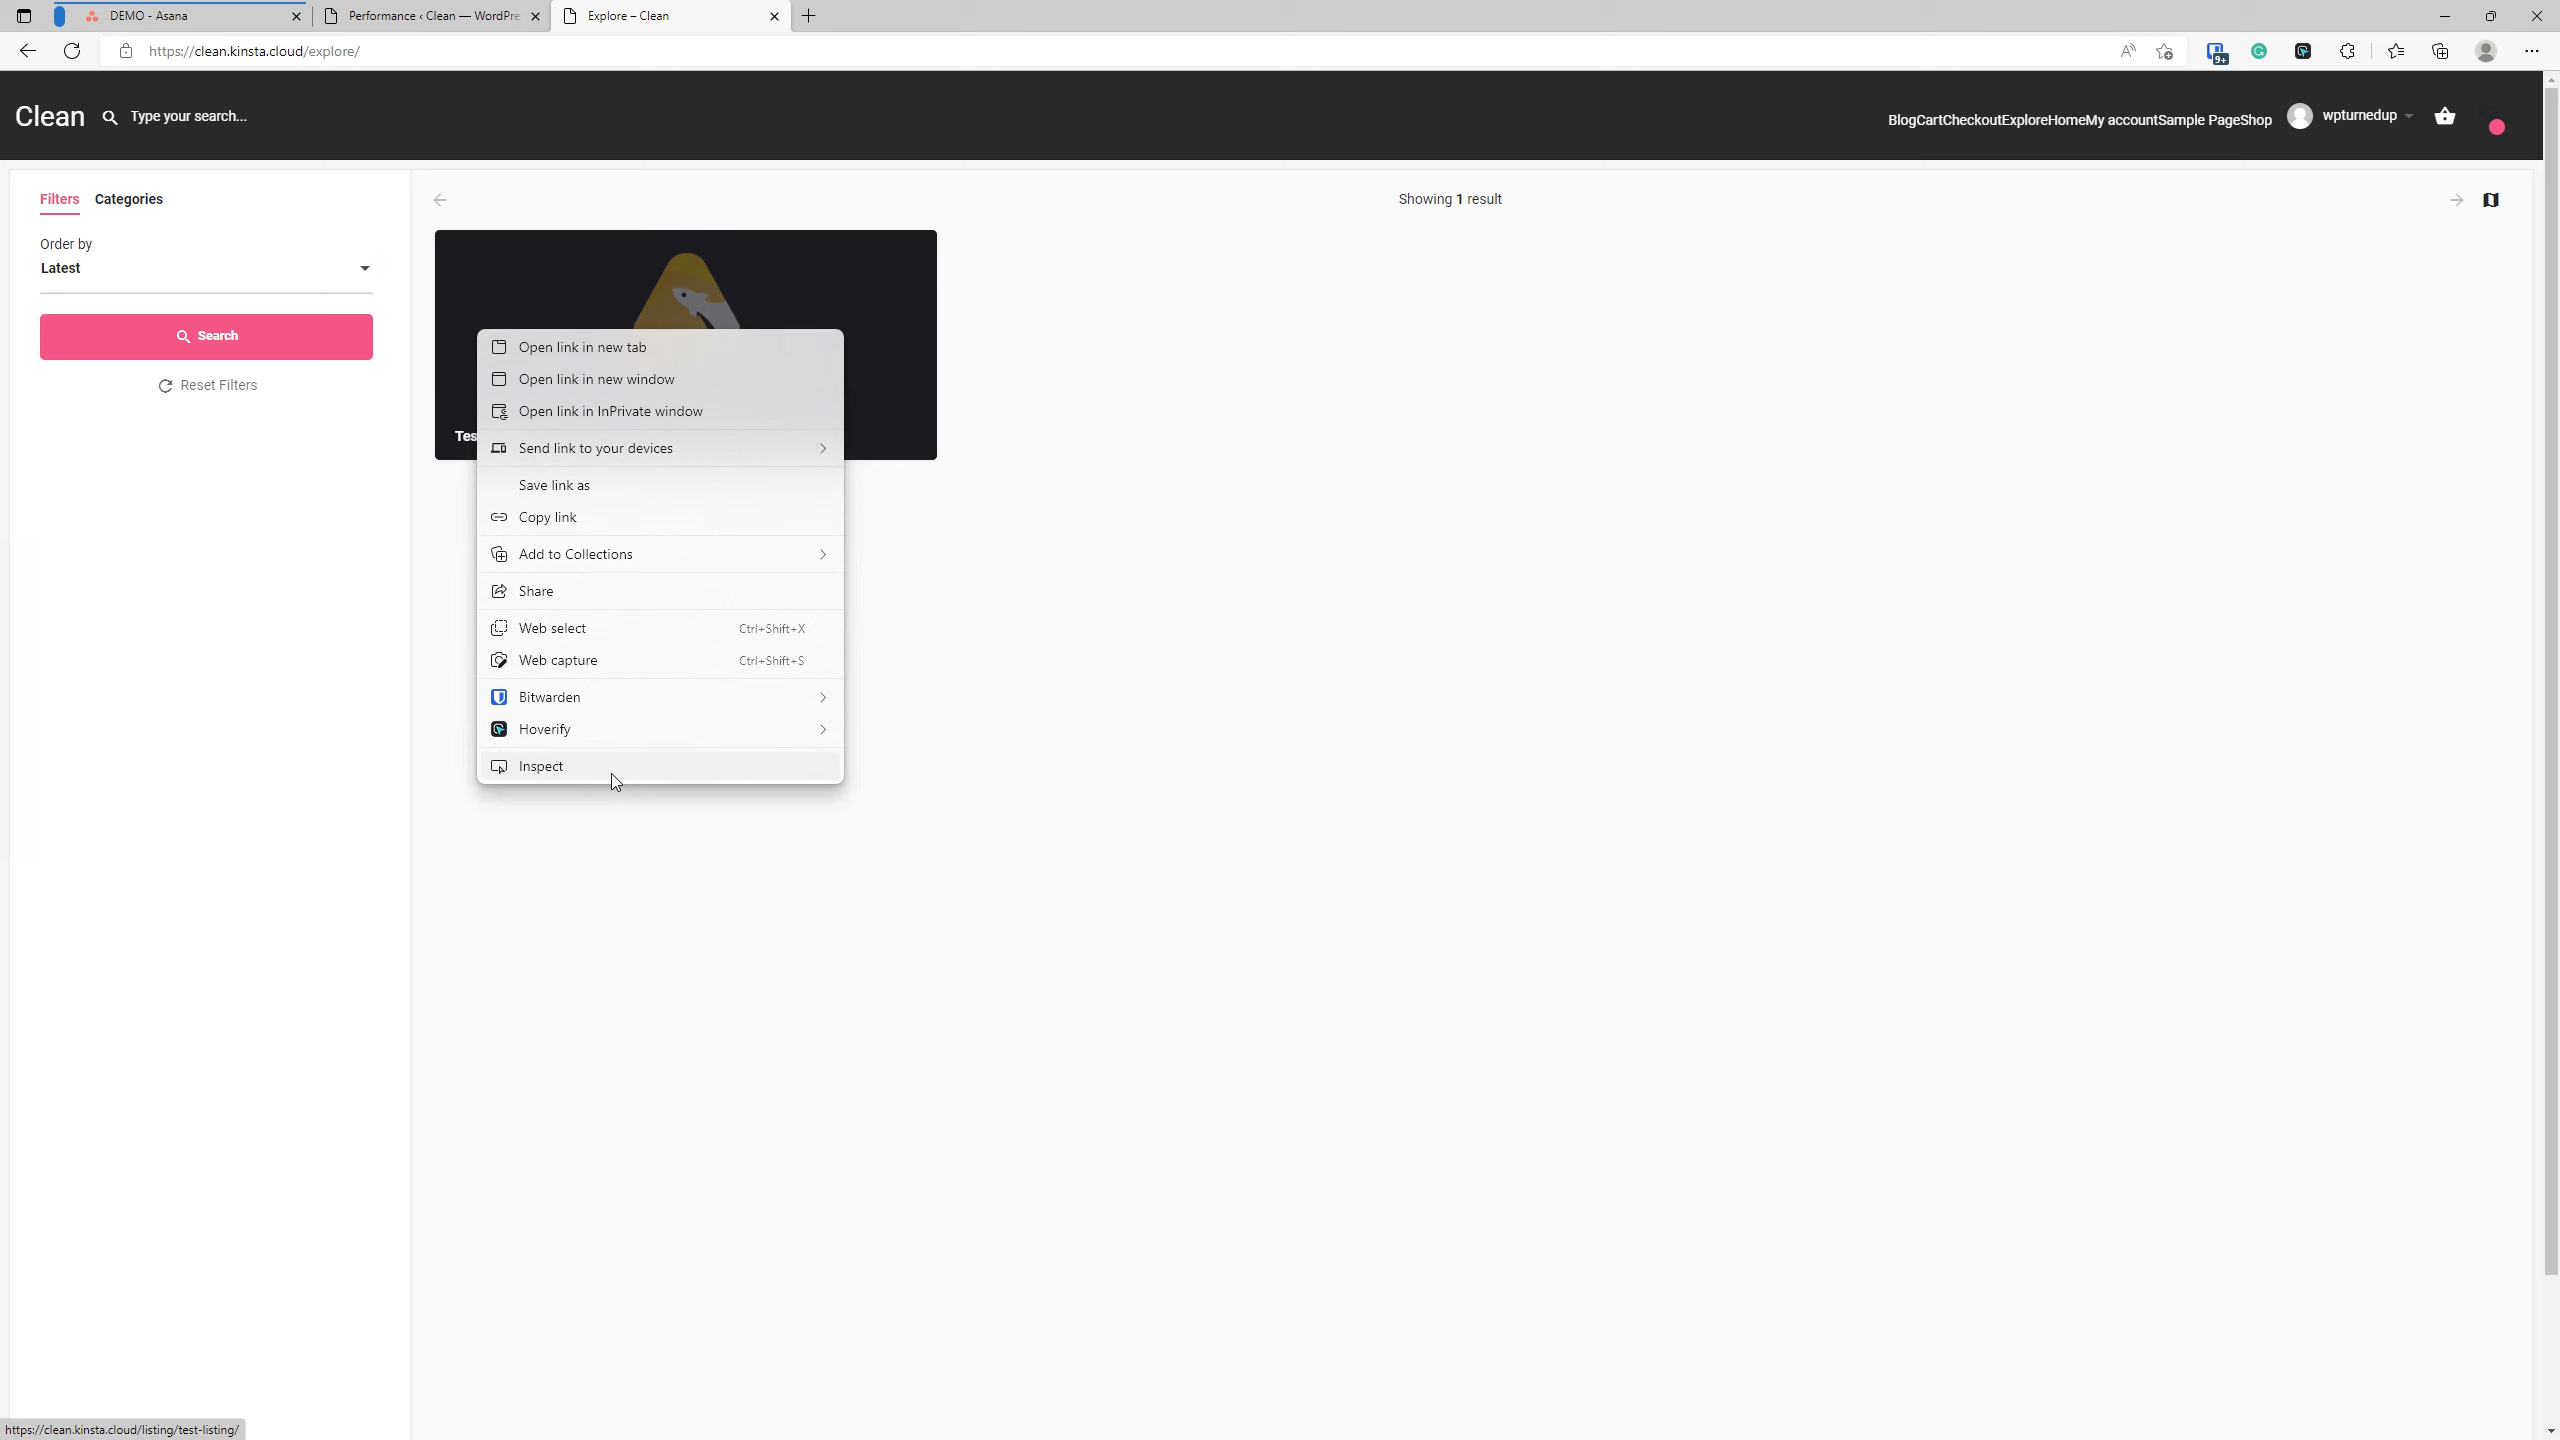 DEMO - Asana
Performance ‹ Clean — WordPre
Explore – Clean
https://clean.kinsta.cloud/explore/
9+
Clean
Type your search...
BlogCartCheckoutExploreHomeMy accountSample PageShop
wpturnedup
Filters Categories
Showing 1 result
Order by
Latest
Search
Reset Filters
Tes
Open link in new tab
Open link in new window
Open link in InPrivate window
Send link to your devices
Save link as
Copy link
Add to Collections
Share
Web select Ctrl+Shift+X
Web capture Ctrl+Shift+S
Bitwarden
Hoverify
Inspect
https://clean.kinsta.cloud/listing/test-listing/